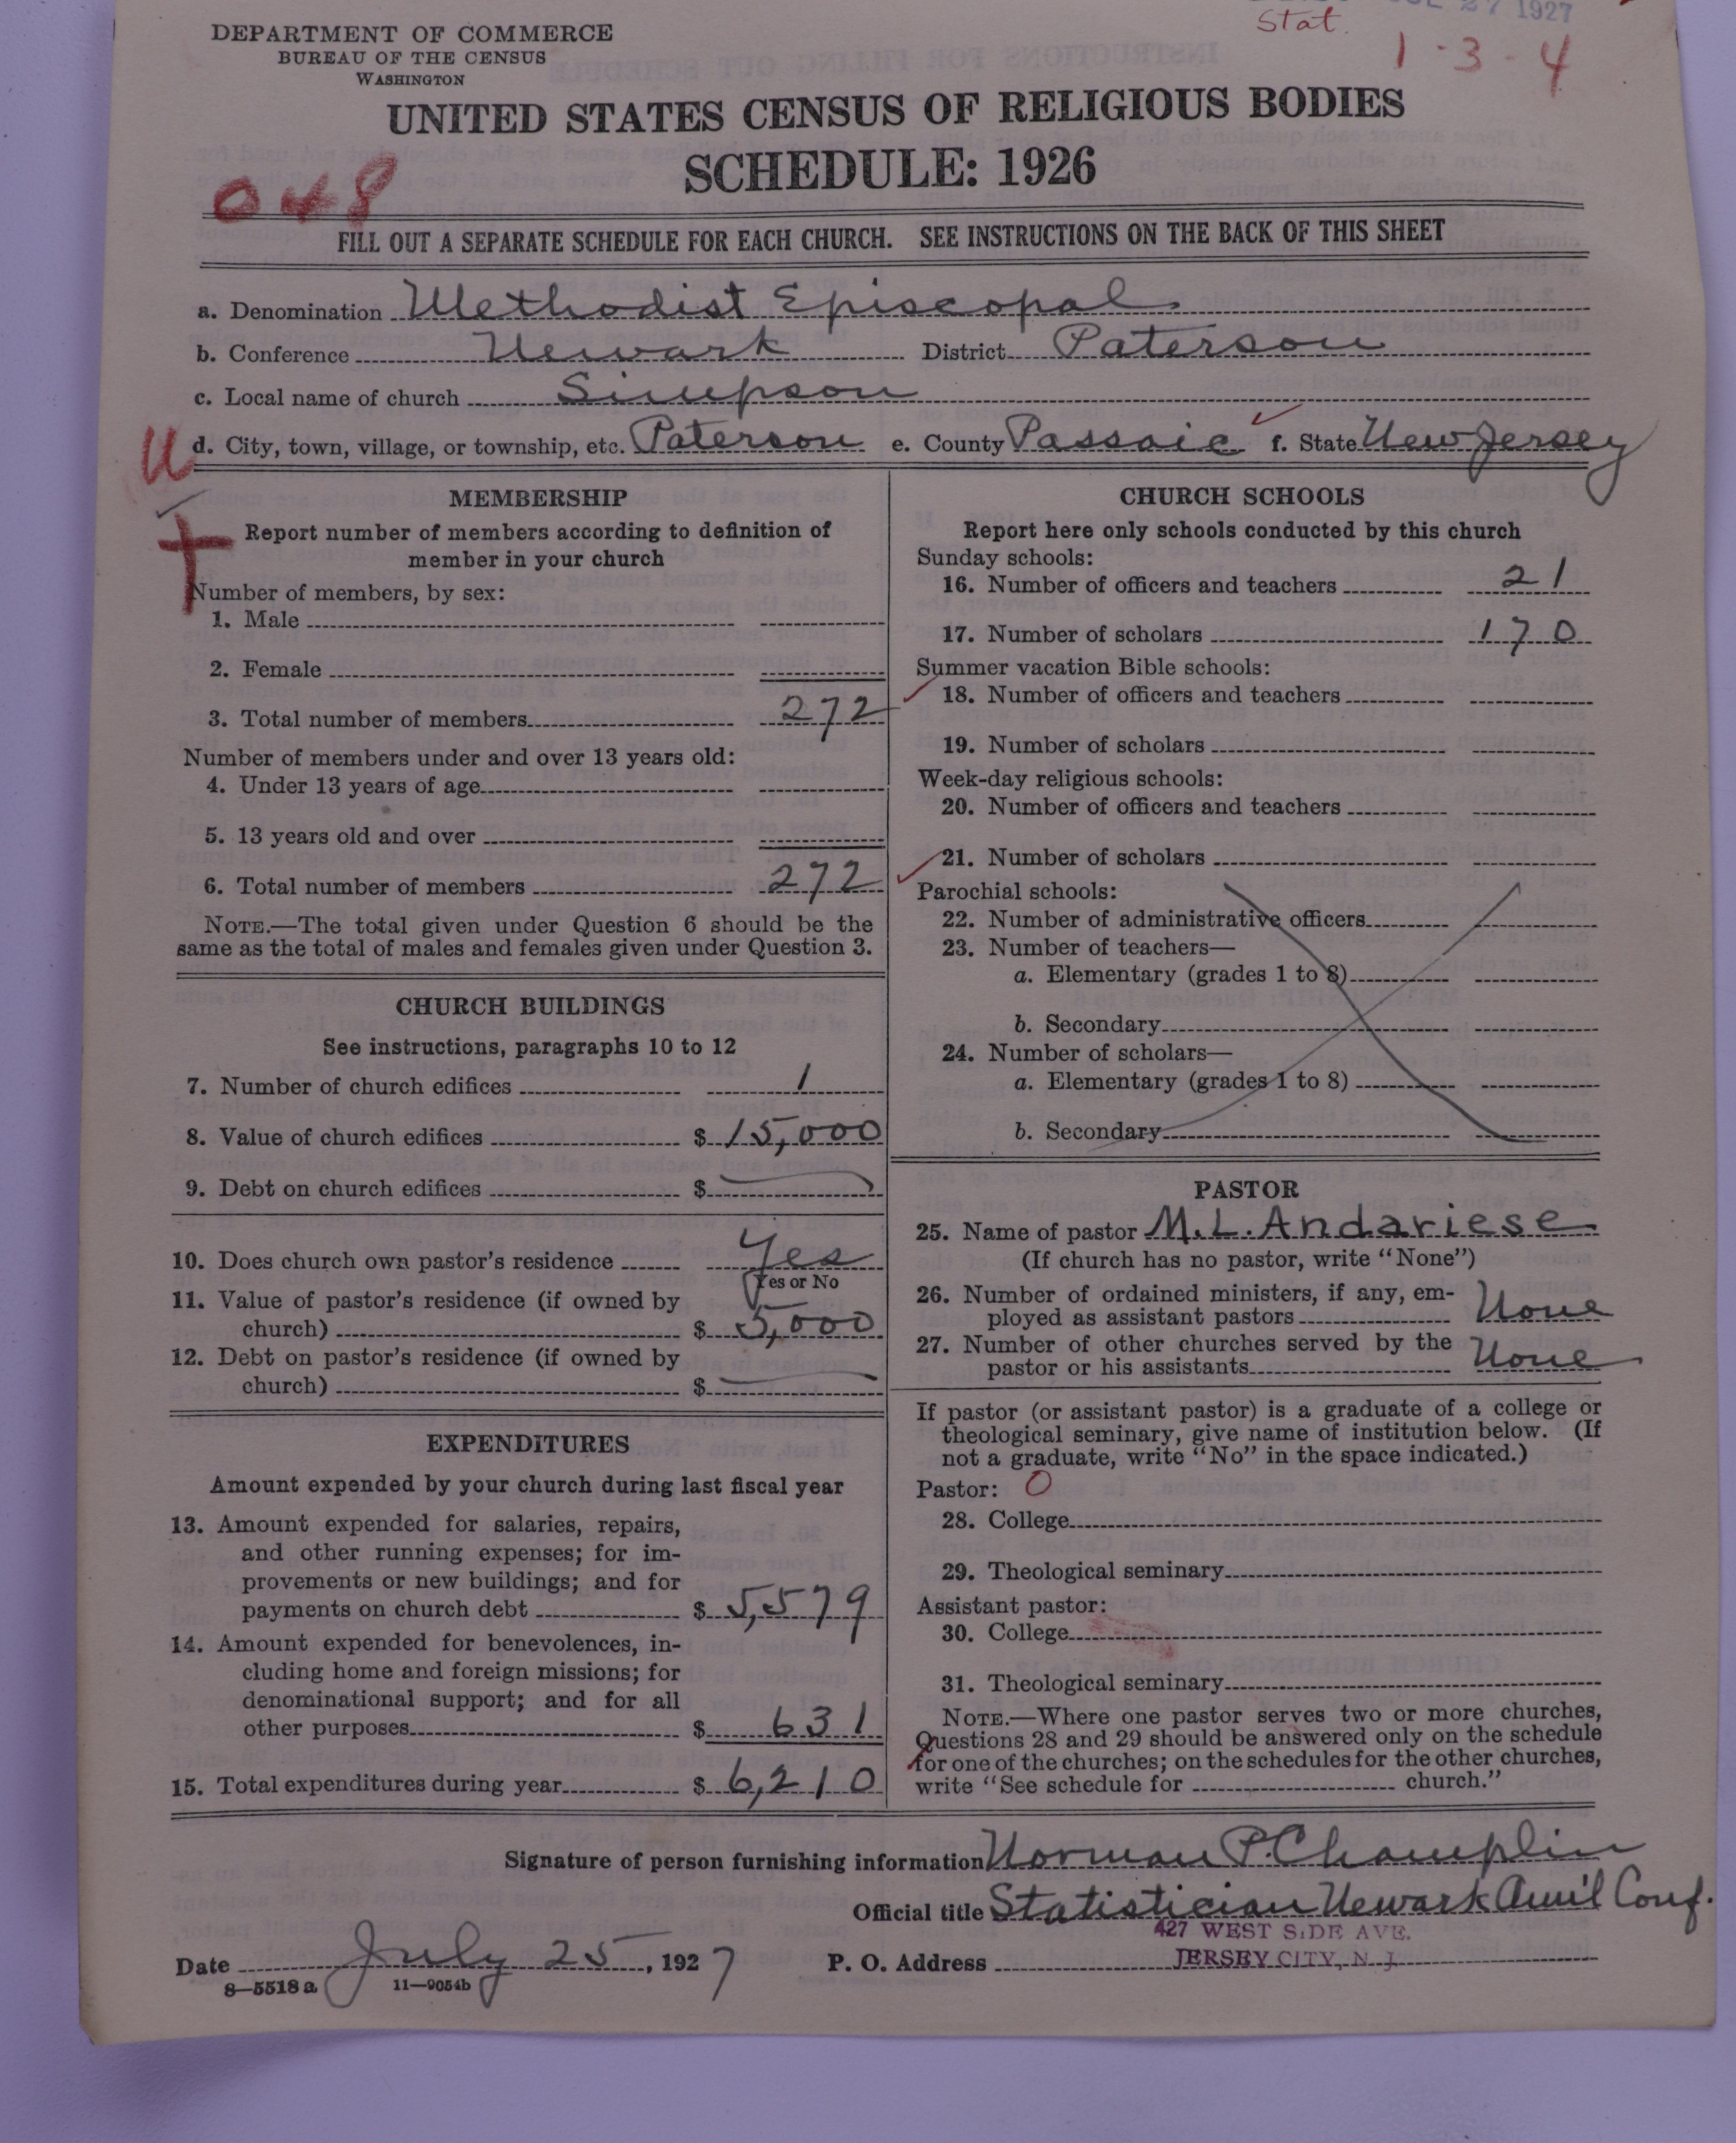 DEPARTMENT OF COMMERCE
BUREAU OF THE CENSUS
WASHINGTON
27 1927
Stat.
1-3-4
UNITED STATES CENSUS OF RELIGIOUS BODIES
SCHEDULE: 1926
048
FILL OUT A SEPARATE SCHEDULE FOR EACH CHURCH. SEE INSTRUCTIONS ON THE BACK OF THIS SHEET
a. Denomination Methodist Episcopal
b. Conference Newark District Paterson
c. Local name of church Simpson
U d. City, town, village, or township, etc. Paterson e. County Passaic f. State New Jersey
MEMBERSHIP
Report number of members according to definition of
member in your church
Number of members, by sex:
1. Male
2. Female
3. Total number of members 272
Number of members under and over 13 years old:
4. Under 13 years of age
5. 13 years old and over
6. Total number of members 272
NOTE.—The total given under Question 6 should be the
same as the total of males and females given under Question 3.
CHURCH BUILDINGS
See instructions, paragraphs 10 to 12
7. Number of church edifices 1
8. Value of church edifices $ 15,000
9. Debt on church edifices $
10. Does church own pastor's residence Yes
Yes or No
11. Value of pastor's residence (if owned by
church) $ 5,000
12. Debt on pastor's residence (if owned by
church) $
EXPENDITURES
Amount expended by your church during last fiscal year
13. Amount expended for salaries, repairs,
and other running expenses; for im-
provements or new buildings; and for
payments on church debt $ 5,579
14. Amount expended for benevolences, in-
cluding home and foreign missions; for
denominational support; and for all
other purposes $ 631
15. Total expenditures during year $ 6,210
CHURCH SCHOOLS
Report here only schools conducted by this church
Sunday schools:
16. Number of officers and teachers 21
17. Number of scholars 170
Summer vacation Bible schools:
18. Number of officers and teachers
19. Number of scholars
Week-day religious schools:
20. Number of officers and teachers
21. Number of scholars
Parochial schools:
22. Number of administrative officers
23. Number of teachers—
a. Elementary (grades 1 to 8)
b. Secondary
24. Number of scholars—
a. Elementary (grades 1 to 8)
b. Secondary
PASTOR
25. Name of pastor M.L. Andariese
(If church has no pastor, write "None")
26. Number of ordained ministers, if any, em-
ployed as assistant pastors None
27. Number of other churches served by the
pastor or his assistants None
If pastor (or assistant pastor) is a graduate of a college or
theological seminary, give name of institution below. (If
not a graduate, write "No" in the space indicated.)
Pastor: O
28. College
29. Theological seminary
Assistant pastor:
30. College
31. Theological seminary
NOTE.—Where one pastor serves two or more churches,
Questions 28 and 29 should be answered only on the schedule
for one of the churches; on the schedules for the other churches,
write "See schedule for church."
Signature of person furnishing information Norman P. Champlin
Official title Statistician Newark Conf.
427 WEST SIDE AVE.
Date July 25, 1927 P. O. Address JERSEY CITY, N. J.
8—5518 a 11—9054b